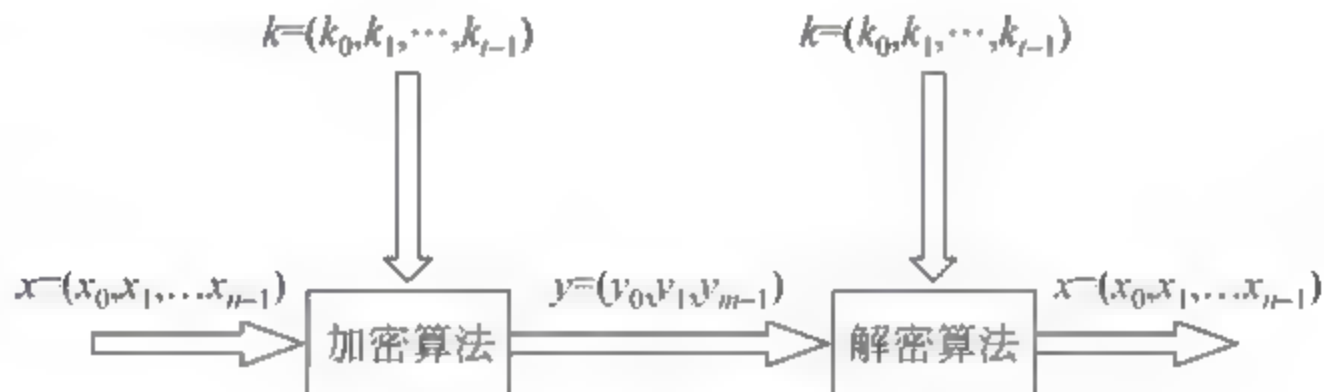 k=(k₀,k₁,⋯,kₜ₋₁)
k=(k₀,k₁,⋯,kₜ₋₁)
x=(x₀,x₁,…xₙ₋₁)
加密算法
y=(y₀,y₁,yₘ₋₁)
解密算法
x=(x₀,x₁,…xₙ₋₁)